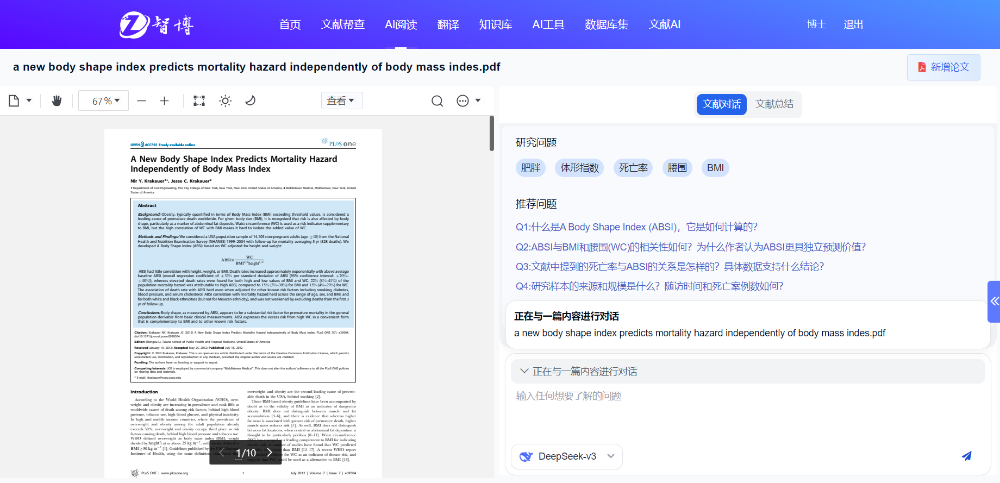 智博
首页 文献帮查 AI阅读 翻译 知识库 AI工具 数据库集 文献AI 博士 退出
a new body shape index predicts mortality hazard independently of body mass indes.pdf
新增论文
67% 查看
OPEN ACCESS Freely available online
PLoS one
A New Body Shape Index Predicts Mortality Hazard
Independently of Body Mass Index
Nir Y. Krakauer1*, Jesse C. Krakauer2
1 Department of Civil Engineering, The City College of New York, New York, New York, United States of America, 2 Middletown Medical, Middletown, New York, United
States of America
Abstract
Background: Obesity, typically quantified in terms of Body Mass Index (BMI) exceeding threshold values, is considered a
leading cause of premature death worldwide. For given body size (BMI), it is recognized that risk is also affected by body
shape, particularly as a marker of abdominal fat deposits. Waist circumference (WC) is used as a risk indicator supplementary
to BMI, but the high correlation of WC with BMI makes it hard to isolate the added value of WC.
Methods and Findings: We considered a USA population sample of 14,105 non-pregnant adults (age ≥18) from the National
Health and Nutrition Examination Survey (NHANES) 1999–2004 with follow-up for mortality averaging 5 yr (828 deaths). We
developed A Body Shape Index (ABSI) based on WC adjusted for height and weight:
ABSI≡ WC / BMI2/3height1/2.
ABSI had little correlation with height, weight, or BMI. Death rates increased approximately exponentially with above average
baseline ABSI (overall regression coefficient of +33% per standard deviation of ABSI [95% confidence interval: +20%–
+48%]), whereas elevated death rates were found for both high and low values of BMI and WC. 22% (8%–41%) of the
population mortality hazard was attributable to high ABSI, compared to 15% (3%–30%) for BMI and 15% (4%–29%) for WC.
The association of death rate with ABSI held even when adjusted for other known risk factors including smoking, diabetes,
blood pressure, and serum cholesterol. ABSI correlation with mortality hazard held across the range of age, sex, and BMI, and
for both white and black ethnicities (but not for Mexican ethnicity), and was not weakened by excluding deaths from the first 3
yr of follow-up.
Conclusions: Body shape, as measured by ABSI, appears to be a substantial risk factor for premature mortality in the general
population derivable from basic clinical measurements. ABSI expresses the excess risk from high WC in a convenient form
that is complementary to BMI and to other known risk factors.
Citation: Krakauer NY, Krakauer JC (2012) A New Body Shape Index Predicts Mortality Hazard Independently of Body Mass Index. PLoS ONE 7(7): e39504.
doi:10.1371/journal.pone.0039504
Editor: Shengxu Li, Tulane School of Public Health and Tropical Medicine, United States of America
Received January 19, 2012; Accepted May 25, 2012; Published July 18, 2012
Copyright: © 2012 Krakauer, Krakauer. This is an open-access article distributed under the terms of the Creative Commons Attribution License, which permits
unrestricted use, distribution, and reproduction in any medium, provided the original author and source are credited.
Funding: The authors have no funding or support to report.
Competing Interests: JCK is employed by commercial company "Middletown Medical". This does not alter the authors' adherence to all the PLoS ONE policies
on sharing data and materials.
* E-mail: nkrakauer@ccny.cuny.edu
Introduction
According to the World Health Organization (WHO), over-
weight and obesity are increasing in prevalence and rank fifth as
worldwide causes of death among risk factors, behind high blood
pressure, tobacco use, high blood glucose, and physical inactivity.
In high and middle income countries, where the prevalence of
overweight and obesity among the adult population already
exceeds 50%, overweight and obesity occupy third place as risk
factors causing death, behind high blood pressure and tobacco use.
WHO defined overweight as body mass index (BMI; weight
divided by height2) at or above 25 kg m−2, with obesity defined as
BMI≥30 kg m−2 [1]. Guidelines published by the US National
Institutes of Health, using the same definition
overweight and obesity are the second leading cause of prevent-
able death in the USA, behind smoking [2].
These BMI-based obesity guidelines have been accompanied by
doubt as to the validity of BMI as an indicator of dangerous
obesity. BMI does not distinguish between muscle and fat
accumulation [3–6], and there is evidence that whereas higher
fat mass is associated with greater risk of premature death, higher
muscle mass reduces risk [7]. As well, BMI does not distinguish
between fat locations, when central or abdominal fat deposition is
thought to be particularly perilous [8–11]. Waist circumference
(WC) has emerged as a leading complement to BMI for indicating
obesity risk. A number of studies have found that WC predicted
than BMI [12–17]. A recent WHO report
for WC as an indicator of disease risk, and
suggests that WC could be used as a alternative to BMI [18].
1/10
PLoS ONE | www.plosone.org 1 July 2012 | Volume 7 | Issue 7 | e39504
文献对话 文献总结
研究问题
肥胖 体形指数 死亡率 腰围 BMI
推荐问题
Q1:什么是A Body Shape Index (ABSI)，它是如何计算的?
Q2:ABSI与BMI和腰围(WC)的相关性如何？为什么作者认为ABSI更具独立预测价值?
Q3:文献中提到的死亡率与ABSI的关系是怎样的？具体数据支持什么结论?
Q4:研究样本的来源和规模是什么？随访时间和死亡案例数如何?
正在与一篇内容进行对话
a new body shape index predicts mortality hazard independently of body mass indes.pdf
正在与一篇内容进行对话
输入任何想要了解的问题
DeepSeek-v3